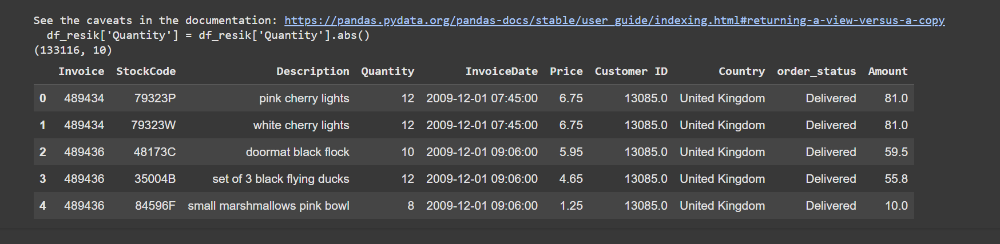 See the caveats in the documentation: https://pandas.pydata.org/pandas-docs/stable/user_guide/indexing.html#returning-a-view-versus-a-copy
df_resik['Quantity'] = df_resik['Quantity'].abs()
(133116, 10)
Invoice StockCode Description Quantity InvoiceDate Price Customer ID Country order_status Amount
0 489434 79323P pink cherry lights 12 2009-12-01 07:45:00 6.75 13085.0 United Kingdom Delivered 81.0
1 489434 79323W white cherry lights 12 2009-12-01 07:45:00 6.75 13085.0 United Kingdom Delivered 81.0
2 489436 48173C doormat black flock 10 2009-12-01 09:06:00 5.95 13085.0 United Kingdom Delivered 59.5
3 489436 35004B set of 3 black flying ducks 12 2009-12-01 09:06:00 4.65 13085.0 United Kingdom Delivered 55.8
4 489436 84596F small marshmallows pink bowl 8 2009-12-01 09:06:00 1.25 13085.0 United Kingdom Delivered 10.0